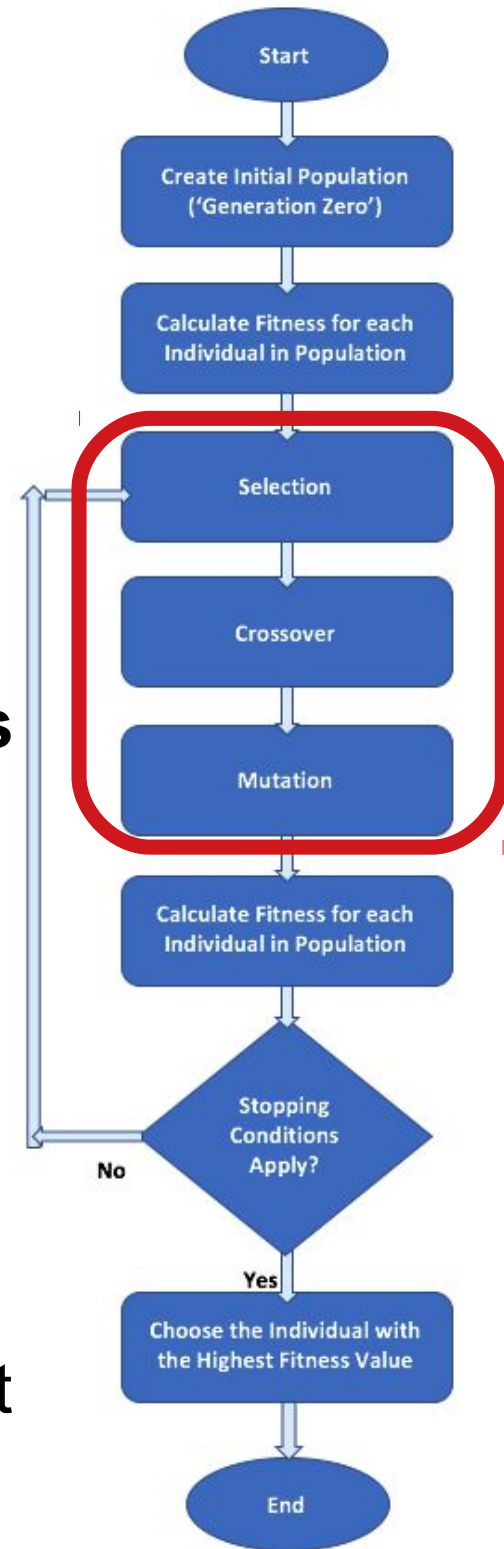 Start
Create Initial Population
('Generation Zero')
Calculate Fitness for each
Individual in Population
Selection
Crossover
s
Mutation
Calculate Fitness for each
Individual in Population
Stopping
Conditions
Apply?
No
Yes
Choose the Individual with
the Highest Fitness Value
t
End